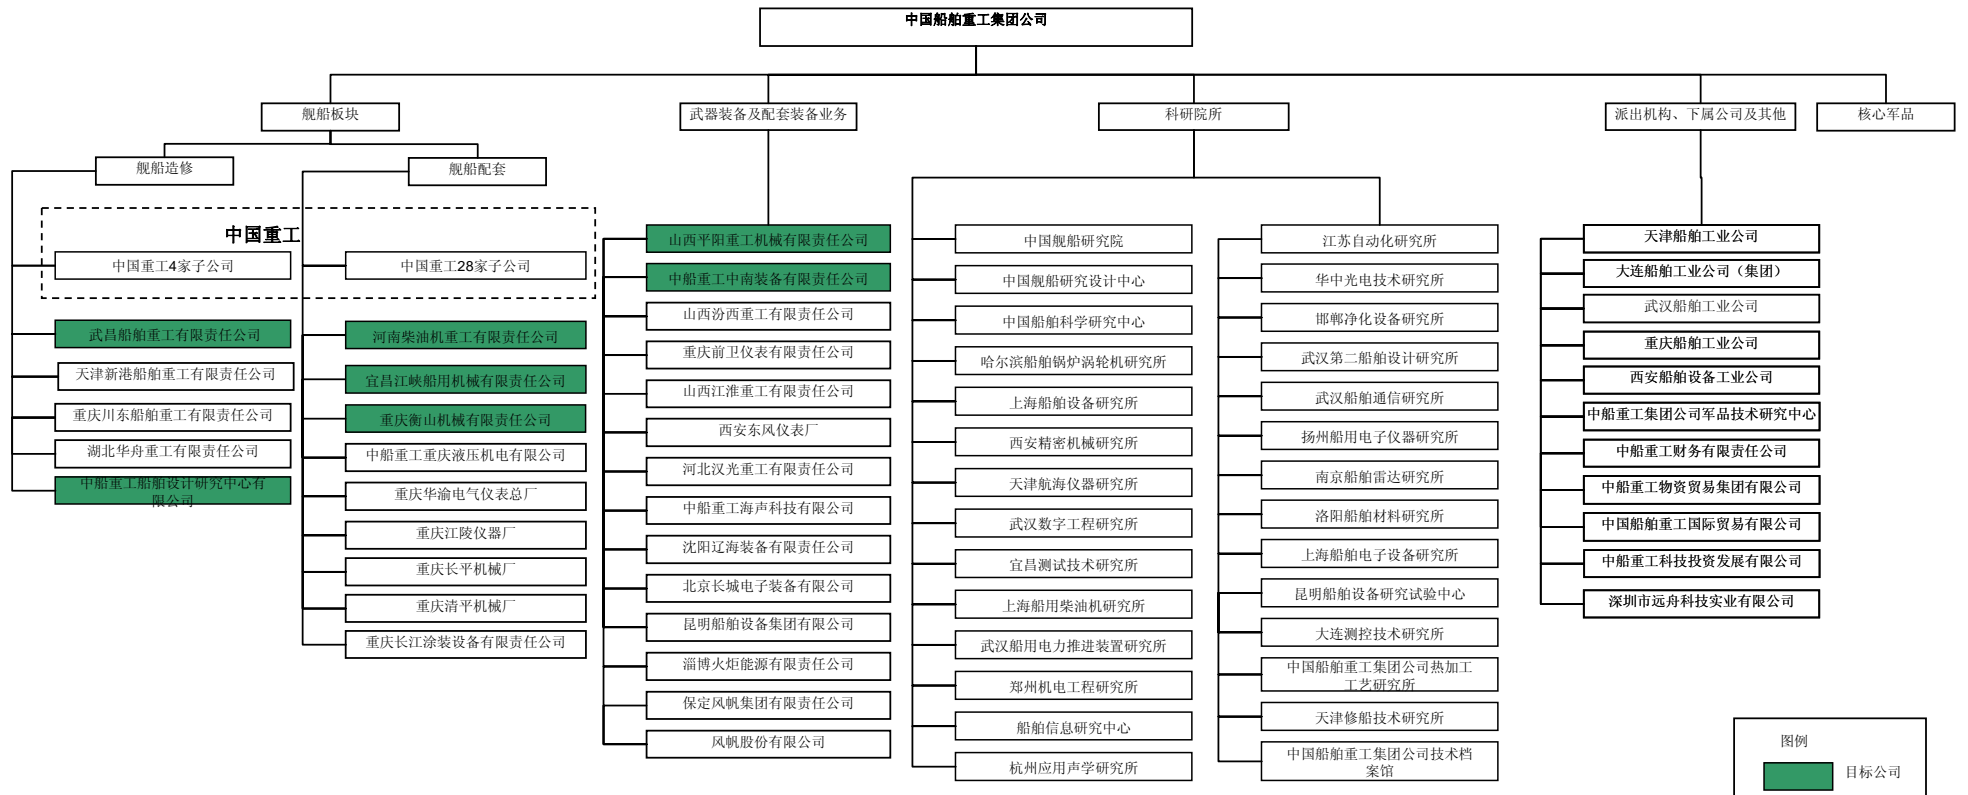 中国船舶重工集团公司
舰船板块
武器装备及配套装备业务
科研院所
派出机构、下属公司及其他
核心军品
舰船造修
舰船配套
中国重工
中国重工4家子公司
武昌船舶重工有限责任公司
天津新港船舶重工有限责任公司
重庆川东船舶重工有限责任公司
湖北华舟重工有限责任公司
中船重工船舶设计研究中心有
限公司
中国重工28家子公司
河南柴油机重工有限责任公司
宜昌江峡船用机械有限责任公司
重庆衡山机械有限责任公司
中船重工重庆液压机电有限公司
重庆华渝电气仪表总厂
重庆江陵仪器厂
重庆长平机械厂
重庆清平机械厂
重庆长江涂装设备有限责任公司
山西平阳重工机械有限责任公司
中船重工中南装备有限责任公司
山西汾西重工有限责任公司
重庆前卫仪表有限责任公司
山西江淮重工有限责任公司
西安东风仪表厂
河北汉光重工有限责任公司
中船重工海声科技有限公司
沈阳辽海装备有限责任公司
北京长城电子装备有限公司
昆明船舶设备集团有限公司
淄博火炬能源有限责任公司
保定风帆集团有限责任公司
风帆股份有限公司
中国舰船研究院
中国舰船研究设计中心
中国船舶科学研究中心
哈尔滨船舶锅炉涡轮机研究所
上海船舶设备研究所
西安精密机械研究所
天津航海仪器研究所
武汉数字工程研究所
宜昌测试技术研究所
上海船用柴油机研究所
武汉船用电力推进装置研究所
郑州机电工程研究所
船舶信息研究中心
杭州应用声学研究所
江苏自动化研究所
华中光电技术研究所
邯郸净化设备研究所
武汉第二船舶设计研究所
武汉船舶通信研究所
扬州船用电子仪器研究所
南京船舶雷达研究所
洛阳船舶材料研究所
上海船舶电子设备研究所
昆明船舶设备研究试验中心
大连测控技术研究所
中国船舶重工集团公司热加工
工艺研究所
天津修船技术研究所
中国船舶重工集团公司技术档
案馆
天津船舶工业公司
大连船舶工业公司（集团）
武汉船舶工业公司
重庆船舶工业公司
西安船舶设备工业公司
中船重工集团公司军品技术研究中心
中船重工财务有限责任公司
中船重工物资贸易集团有限公司
中国船舶重工国际贸易有限公司
中船重工科技投资发展有限公司
深圳市远舟科技实业有限公司
图例
目标公司